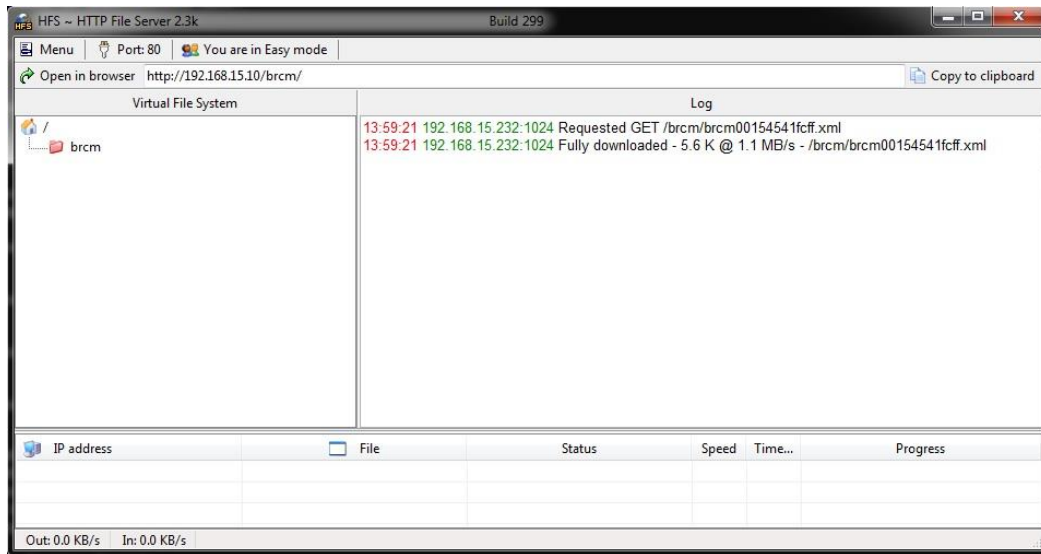 HFS ~ HTTP File Server 2.3k Build 299
Menu Port: 80 You are in Easy mode
Open in browser http://192.168.15.10/brcm/ Copy to clipboard
Virtual File System Log
/
brcm
13:59:21 192.168.15.232:1024 Requested GET /brcm/brcm00154541fcff.xml
13:59:21 192.168.15.232:1024 Fully downloaded - 5.6 K @ 1.1 MB/s - /brcm/brcm00154541fcff.xml
IP address File Status Speed Time... Progress
Out: 0.0 KB/s In: 0.0 KB/s